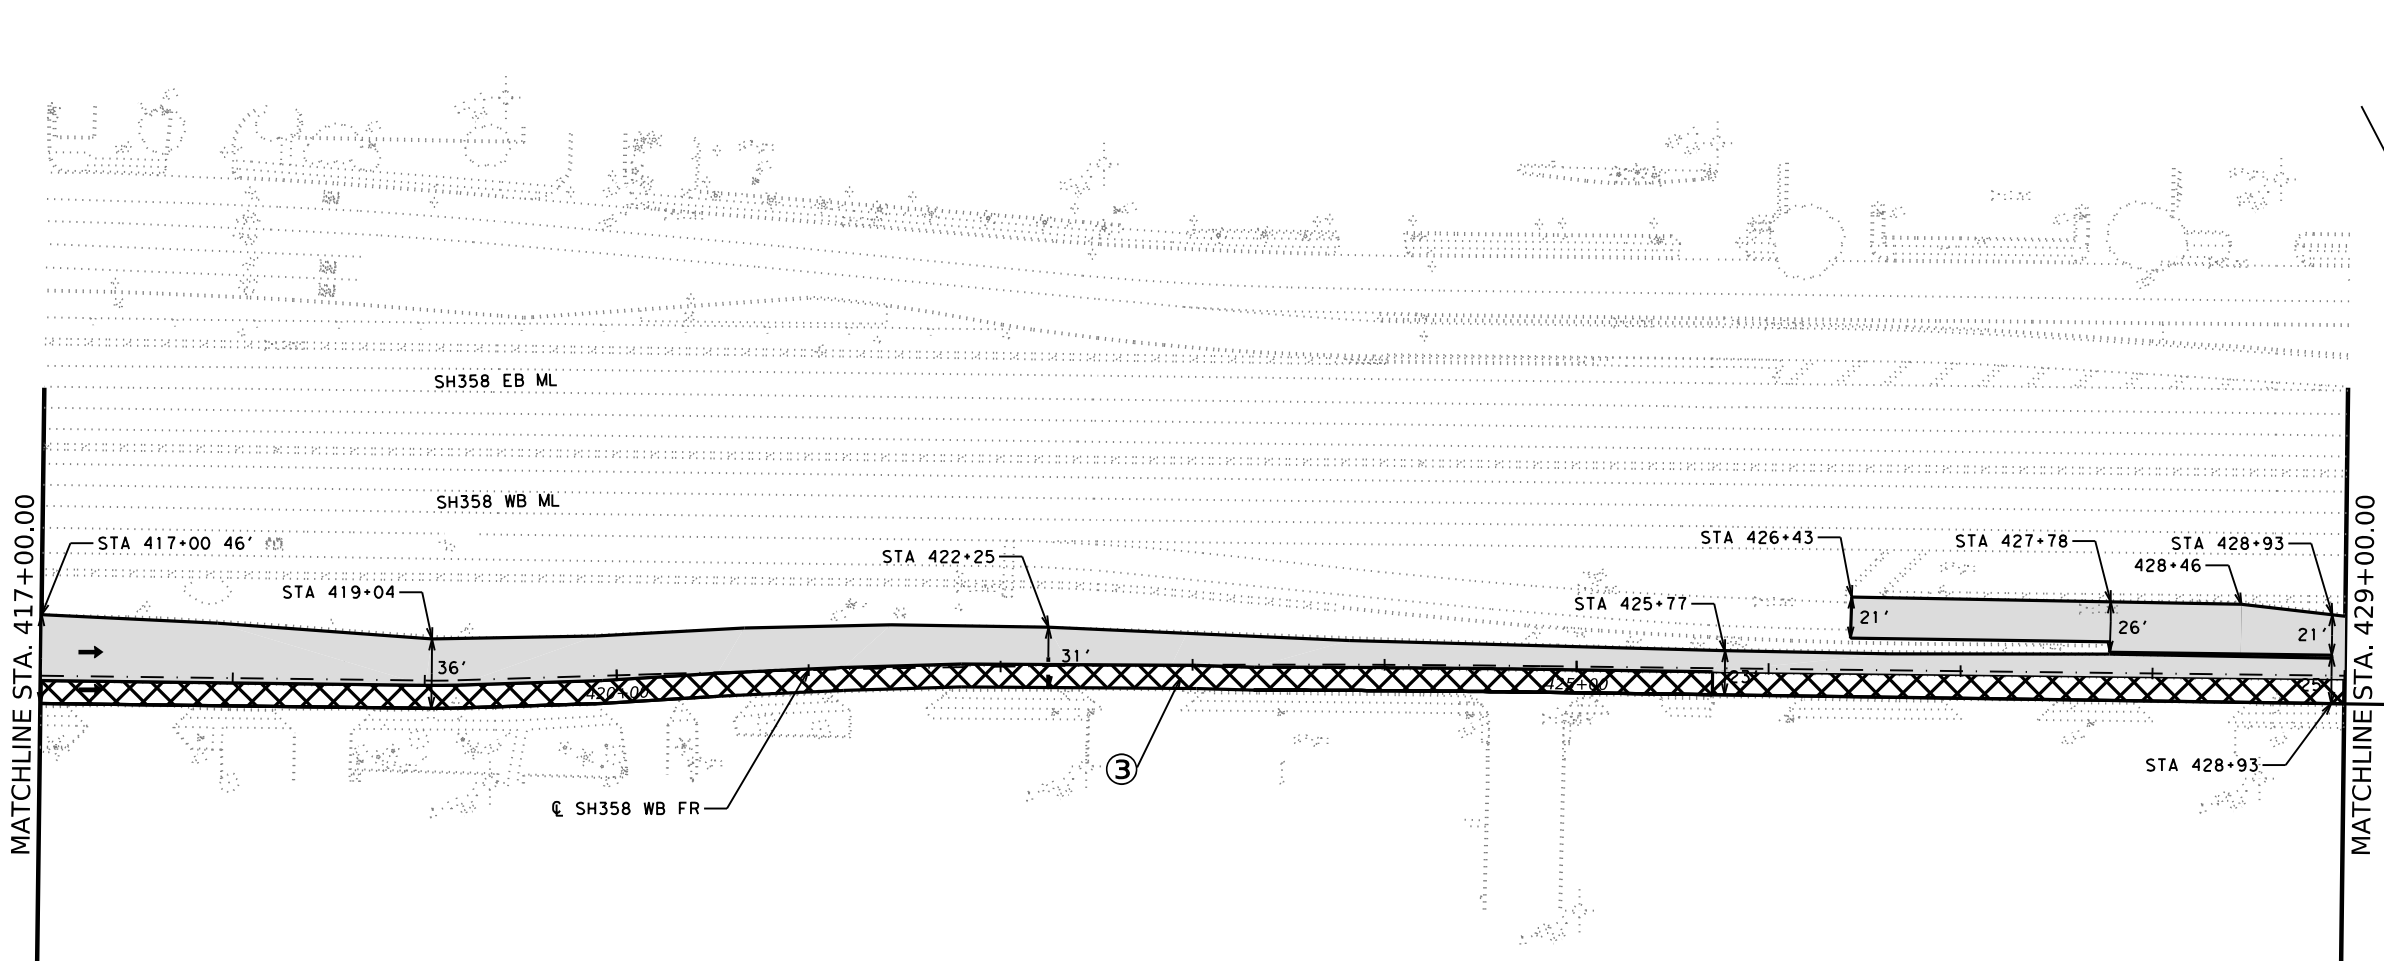 SH358 EB ML
SH358 WB ML
MATCHLINE STA. 417+00.00
STA 417+00 46'
STA 419+04
36'
420+00
STA 422+25
31'
STA 425+77
23'
425+00
STA 426+43
21'
STA 427+78
26'
STA 428+93
428+46
21'
25'
MATCHLINE STA. 429+00.00
STA 428+93
3
℄ SH358 WB FR